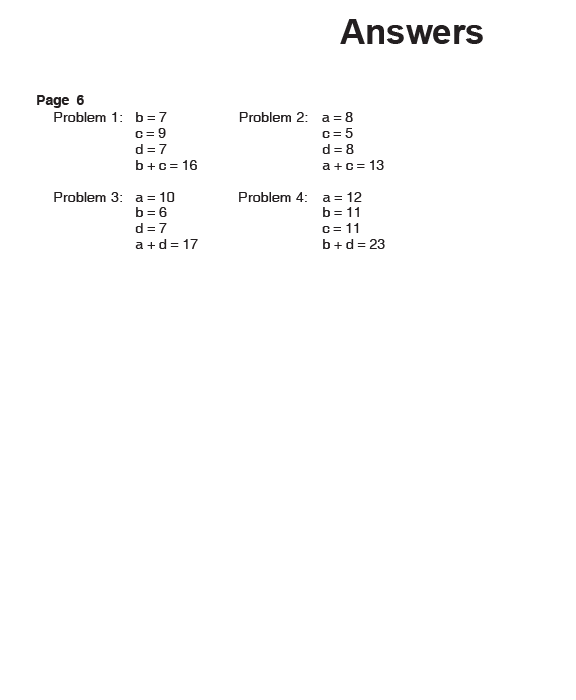 Answers
Page 6
Problem 1: b = 7
c = 9
d = 7
b + c = 16
Problem 2: a = 8
c = 5
d = 8
a + c = 13
Problem 3: a = 10
b = 6
d = 7
a + d = 17
Problem 4: a = 12
b = 11
c = 11
b + d = 23